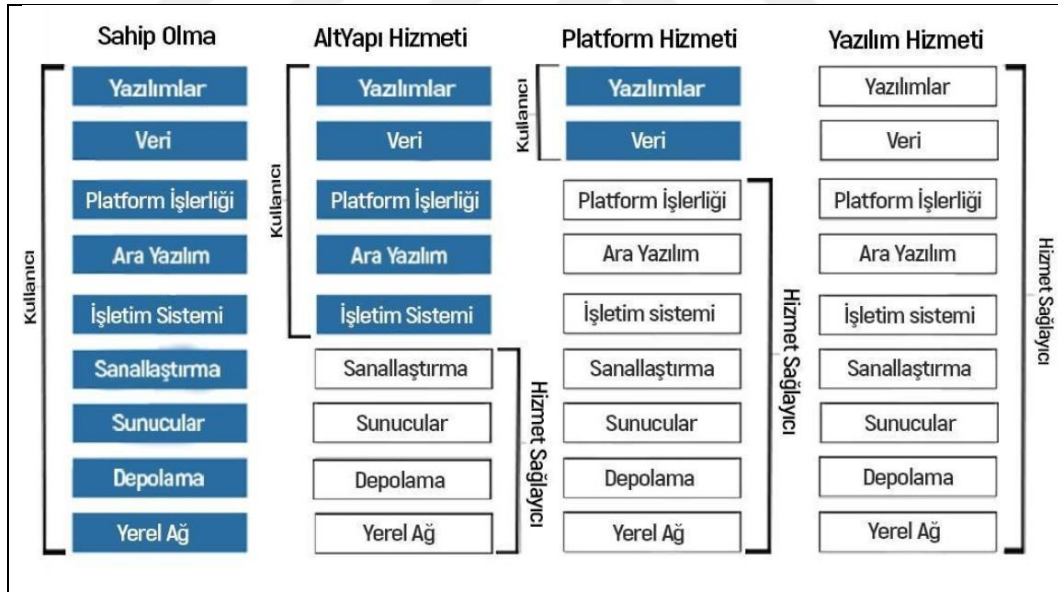 Sahip Olma
Kullanıcı
Yazılımlar
Veri
Platform İşlerliği
Ara Yazılım
İşletim Sistemi
Sanallaştırma
Sunucular
Depolama
Yerel Ağ
AltYapı Hizmeti
Kullanıcı
Yazılımlar
Veri
Platform İşlerliği
Ara Yazılım
İşletim Sistemi
Sanallaştırma
Sunucular
Depolama
Yerel Ağ
Hizmet Sağlayıcı
Platform Hizmeti
Kullanıcı
Yazılımlar
Veri
Platform İşlerliği
Ara Yazılım
İşletim sistemi
Sanallaştırma
Sunucular
Depolama
Yerel Ağ
Hizmet Sağlayıcı
Yazılım Hizmeti
Yazılımlar
Veri
Platform İşlerliği
Ara Yazılım
İşletim sistemi
Sanallaştırma
Sunucular
Depolama
Yerel Ağ
Hizmet Sağlayıcı